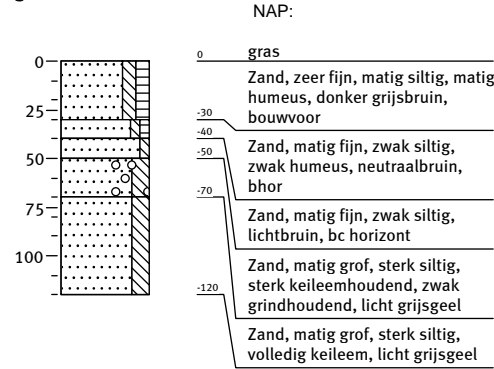 NAP:
0
25
50
75
100
0
gras
Zand, zeer fijn, matig siltig, matig
humeus, donker grijsbruin,
bouwvoor
-30
Zand, matig fijn, zwak siltig,
zwak humeus, neutraalbruin,
bhor
-40
Zand, matig fijn, zwak siltig,
lichtbruin, bc horizont
-50
Zand, matig grof, sterk siltig,
sterk keileemhoudend, zwak
grindhoudend, licht grijsgeel
-70
Zand, matig grof, sterk siltig,
volledig keileem, licht grijsgeel
-120